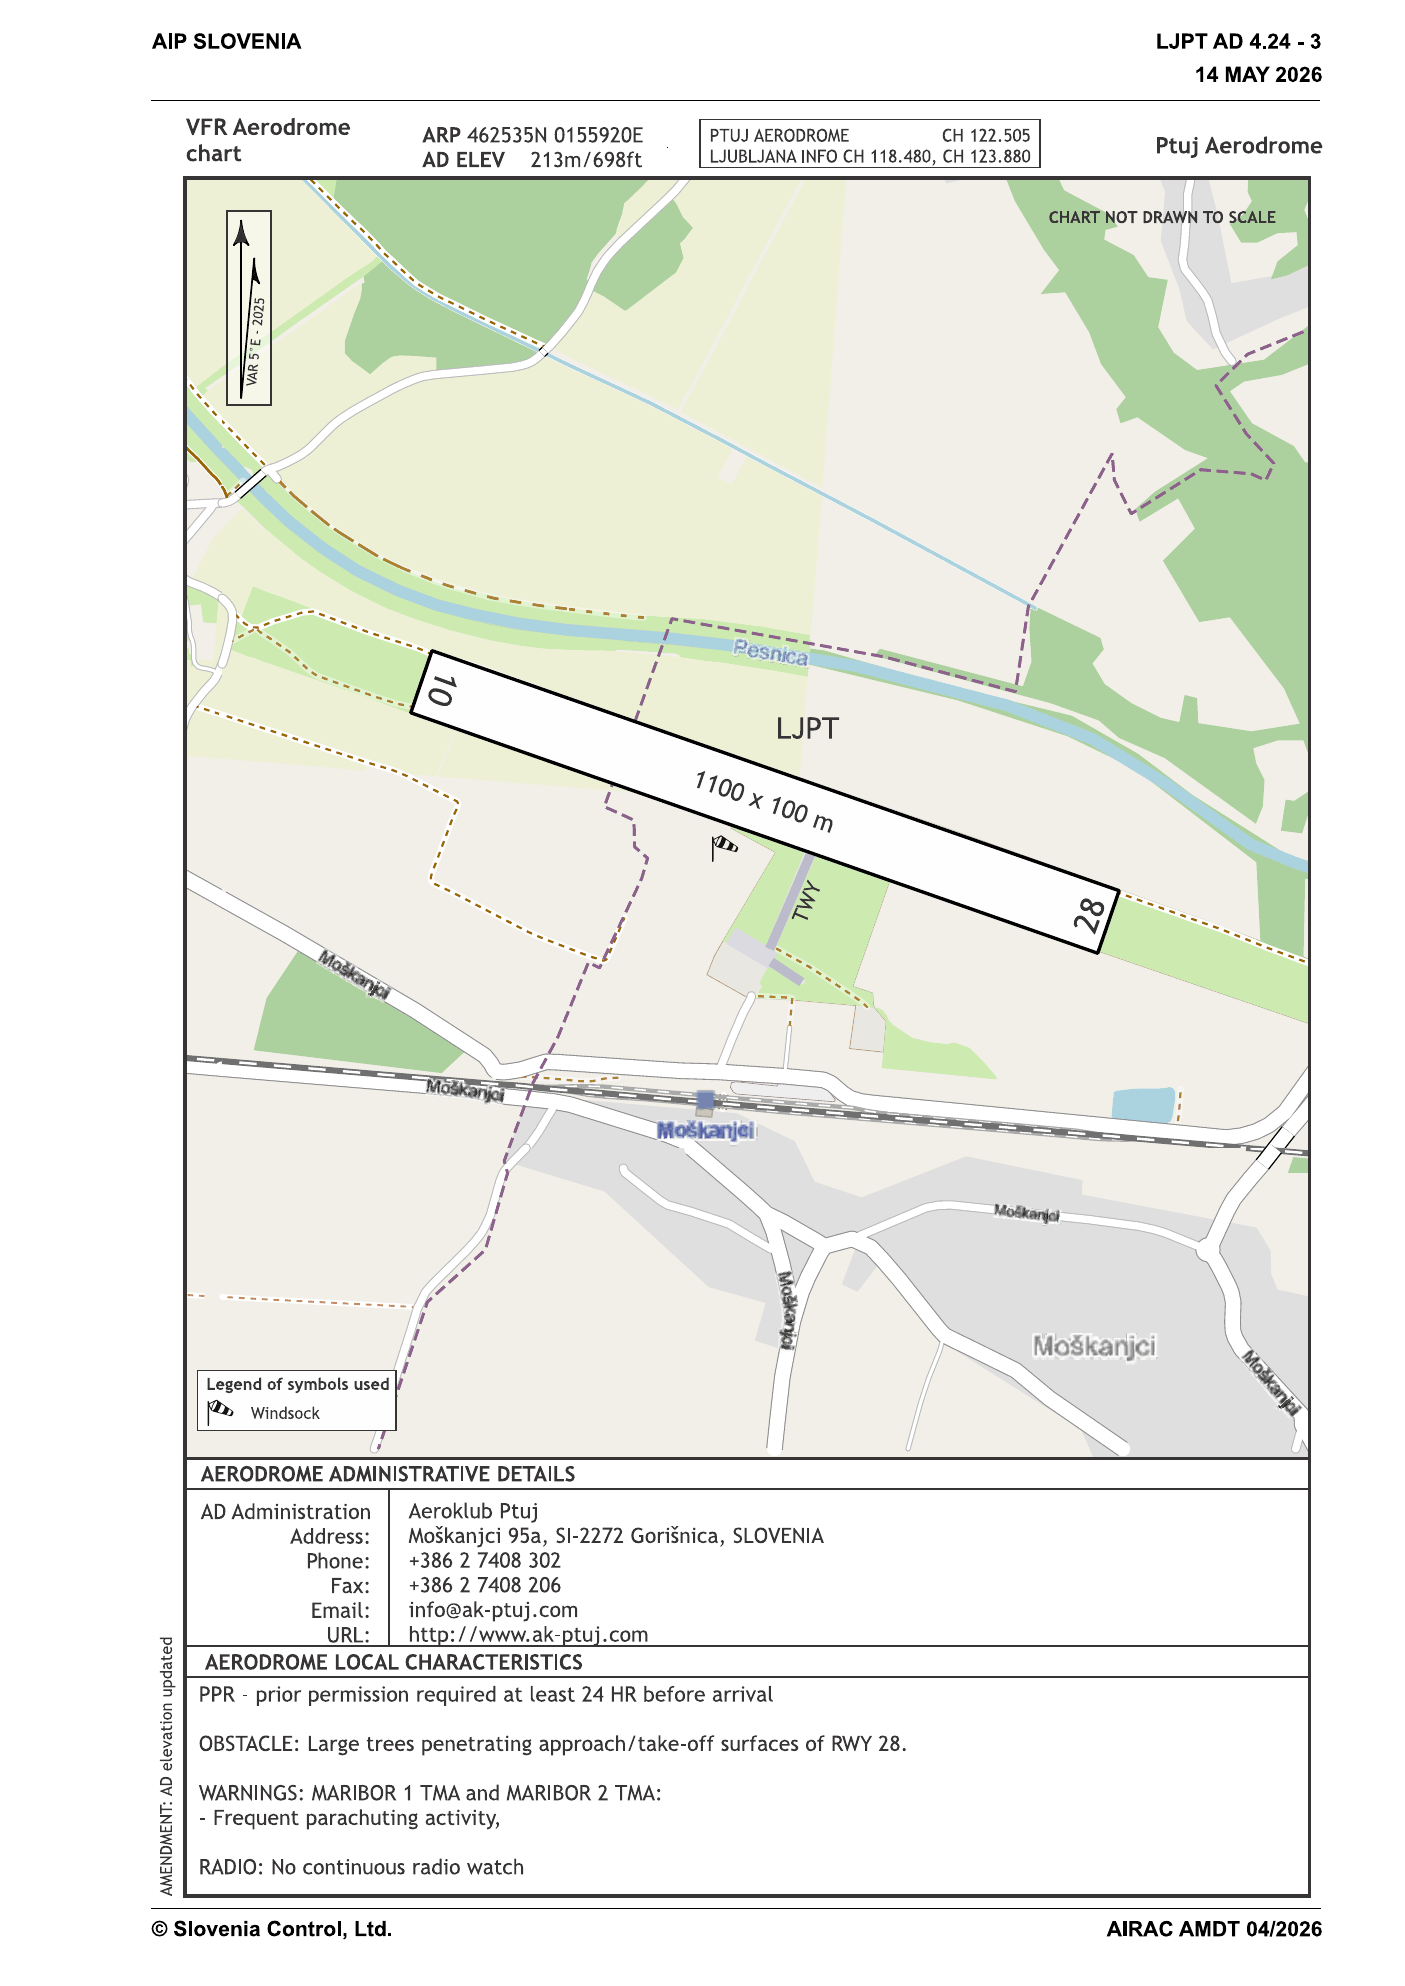 AIP SLOVENIA
LJPT AD 4.24 - 3
14 MAY 2026
VFR Aerodrome
chart
ARP 462535N 0155920E
AD ELEV 213m/698ft
PTUJ AERODROME CH 122.505
LJUBLJANA INFO CH 118.480, CH 123.880
Ptuj Aerodrome
CHART NOT DRAWN TO SCALE
VAR 5°E - 2025
Pesnica
10
LJPT
1100 x 100 m
TWY
28
Moškanjci
Moškanjci
Moškanjci
Moškanjci
Moškanjci
Moškanjci
Moškanjci
Legend of symbols used
Windsock
AERODROME ADMINISTRATIVE DETAILS
AD Administration Aeroklub Ptuj
Address: Moškanjci 95a, SI-2272 Gorišnica, SLOVENIA
Phone: +386 2 7408 302
Fax: +386 2 7408 206
Email: info@ak-ptuj.com
URL: http://www.ak-ptuj.com
AERODROME LOCAL CHARACTERISTICS
PPR - prior permission required at least 24 HR before arrival
OBSTACLE: Large trees penetrating approach/take-off surfaces of RWY 28.
WARNINGS: MARIBOR 1 TMA and MARIBOR 2 TMA:
- Frequent parachuting activity,
RADIO: No continuous radio watch
AMENDMENT: AD elevation updated
© Slovenia Control, Ltd.
AIRAC AMDT 04/2026